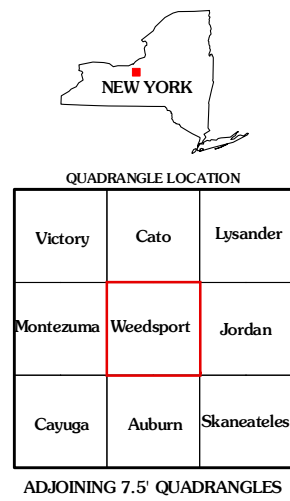 NEW YORK
QUADRANGLE LOCATION
Victory Cato Lysander
Montezuma Weedsport Jordan
Cayuga Auburn Skaneateles
ADJOINING 7.5' QUADRANGLES